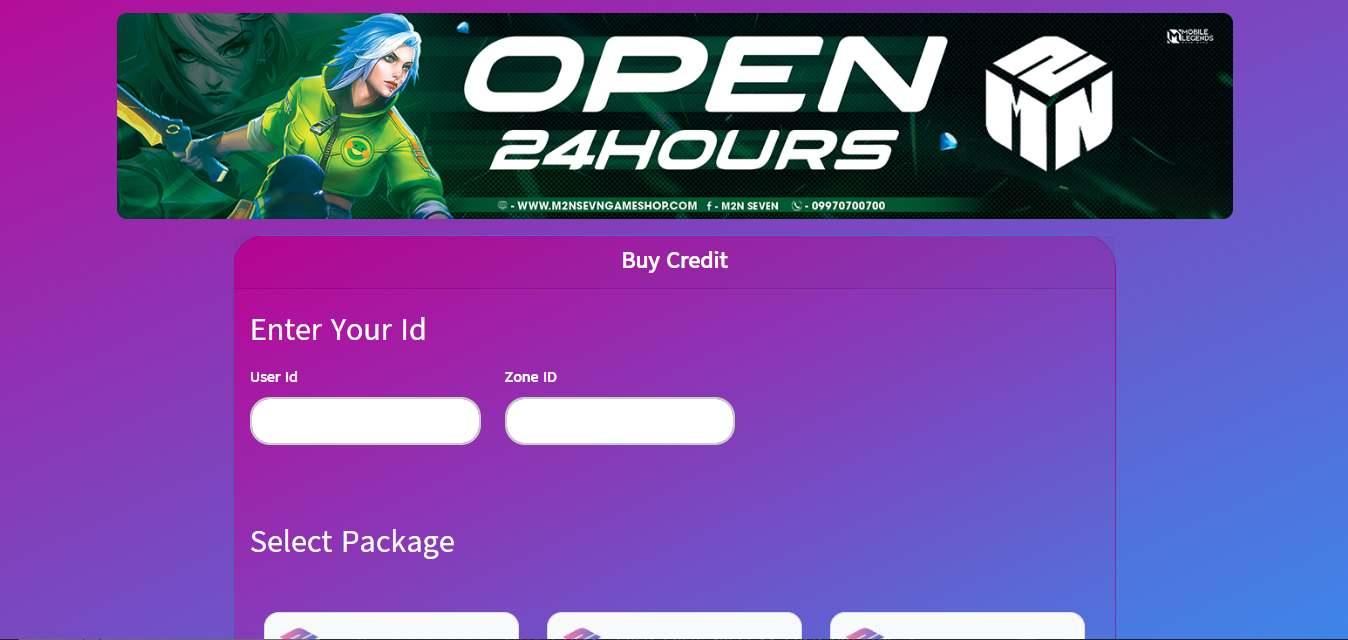 MOBILE
LEGENDS
OPEN
24HOURS
M2N
- WWW.M2NSEVNGAMESHOP.COM f - M2N SEVEN - 09970700700
Buy Credit
Enter Your Id
User Id
Zone ID
Select Package